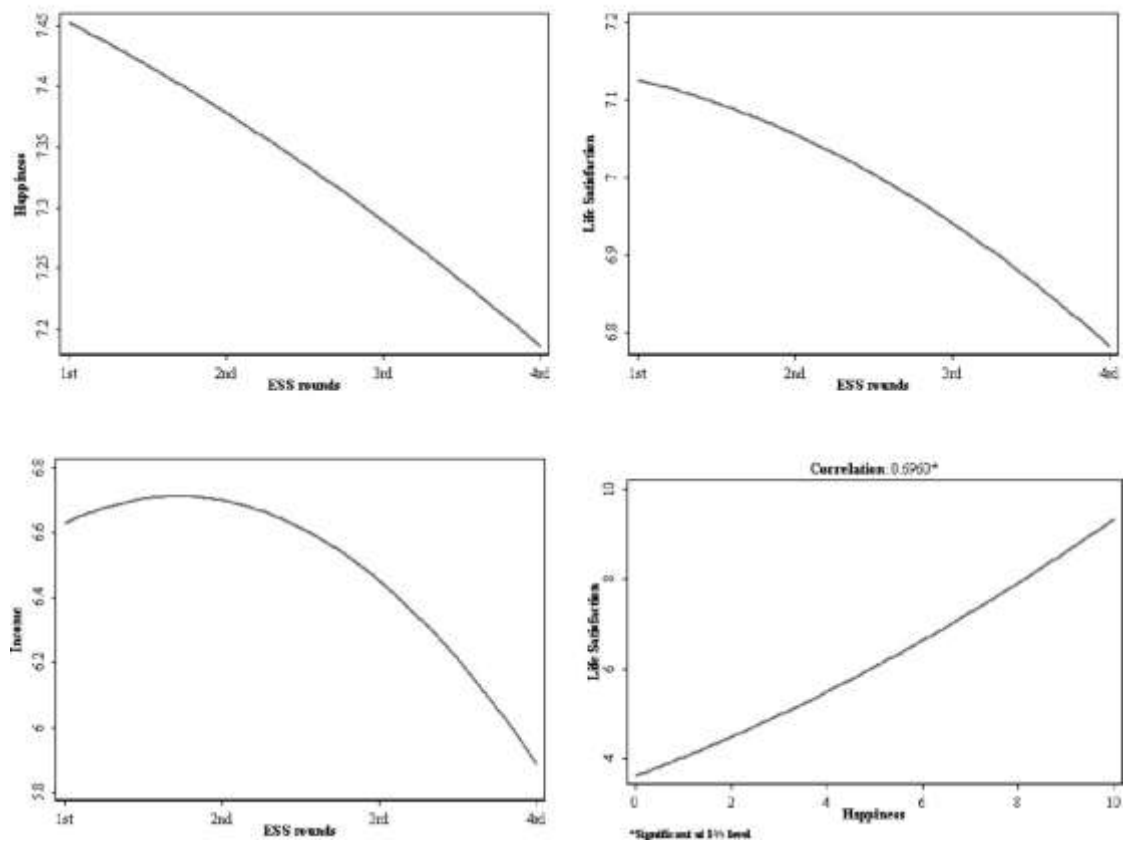 Happiness
7.45
7.4
7.35
7.3
7.25
7.2
1st 2nd 3rd 4rd
ESS rounds
Life Satisfaction
7.2
7.1
7
6.9
6.8
1st 2nd 3rd 4rd
ESS rounds
Income
6.8
6.6
6.4
6.2
6
5.8
1st 2nd 3rd 4rd
ESS rounds
Correlation:
Life Satisfaction
10
8
6
4
0 2 4 6 8 10
Happiness
*Significant at level